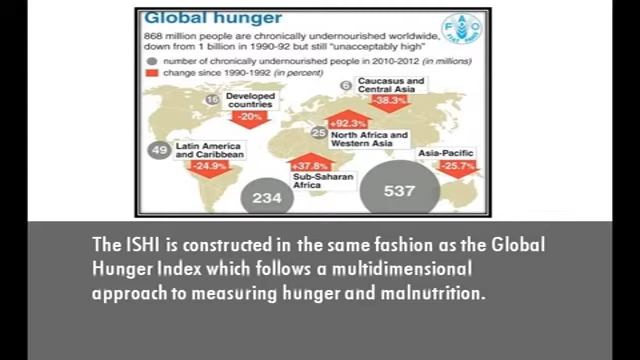 Global hunger
868 million people are chronically undernourished worldwide,
down from 1 billion in 1990-92 but still "unacceptably high"
number of chronically undernourished people in 2010-2012 (in millions)
change since 1990-1992 (in percent)
FAO
16
Developed
countries
-20%
6
Caucasus and
Central Asia
-38.3%
49
Latin America
and Caribbean
-24.9%
+92.3%
25
North Africa and
Western Asia
+37.8%
Sub-Saharan
Africa
234
Asia-Pacific
-25.7%
537
The ISHI is constructed in the same fashion as the Global
Hunger Index which follows a multidimensional
approach to measuring hunger and malnutrition.